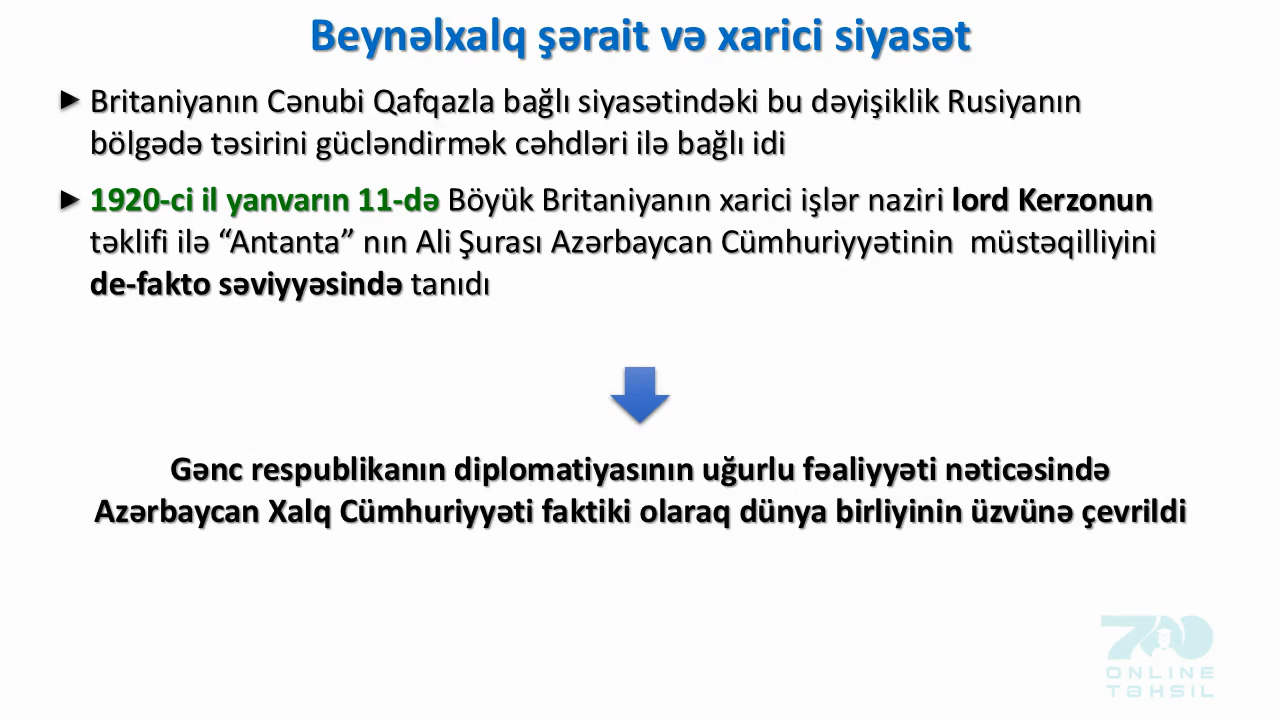 Beynəlxalq şərait və xarici siyasət
Britaniyanın Cənubi Qafqazla bağlı siyasətindəki bu dəyişiklik Rusiyanın
bölgədə təsirini gücləndirmək cəhdləri ilə bağlı idi
1920-ci il yanvarın 11-də Böyük Britaniyanın xarici işlər naziri lord Kerzonun
təklifi ilə “Antanta” nın Ali Şurası Azərbaycan Cümhuriyyətinin  müstəqilliyini
de-fakto səviyyəsində tanıdı
Gənc respublikanın diplomatiyasının uğurlu fəaliyyəti nəticəsində
Azərbaycan Xalq Cümhuriyyəti faktiki olaraq dünya birliyinin üzvünə çevrildi
700
ONLINE
TƏHSIL